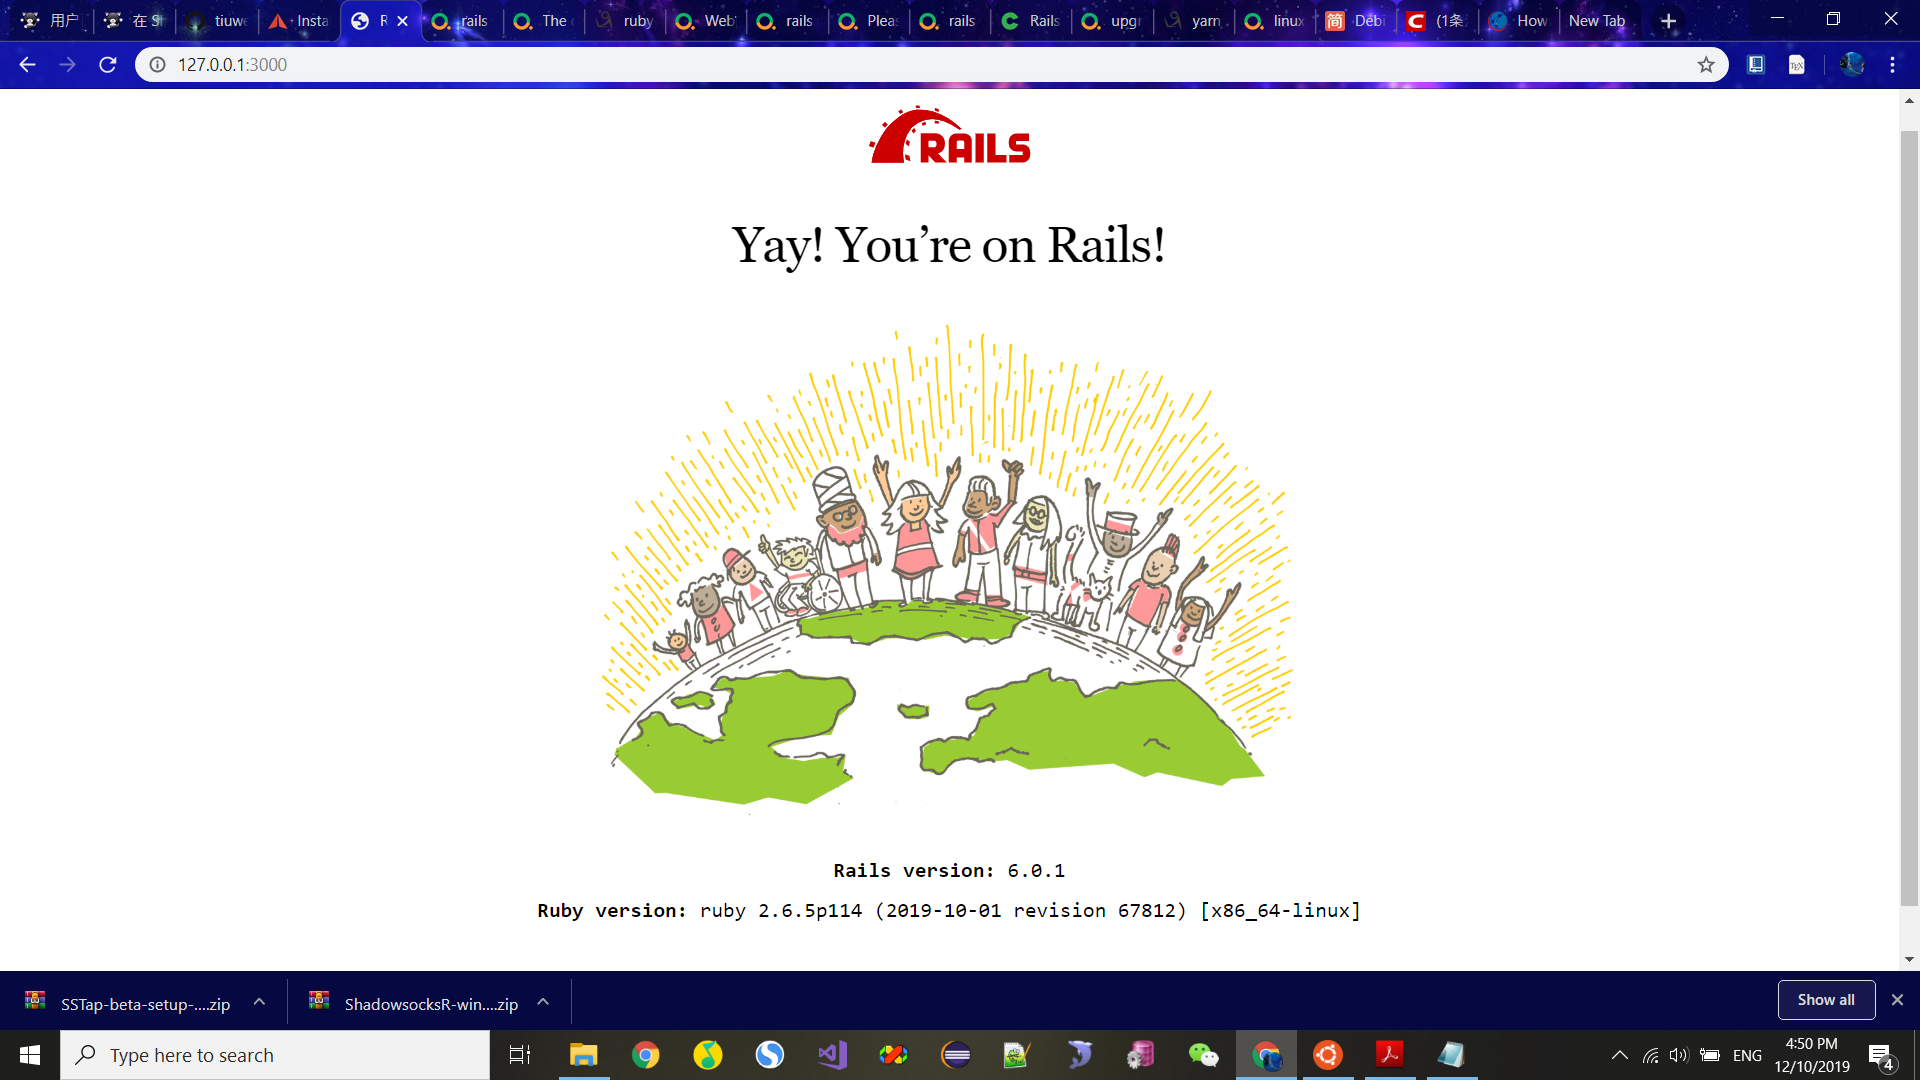 用户
在 S
tiuwe
Insta
R
rails
The
ruby
Web
rails
Plea
rails
Rails
upgr
yarn
linux
简
Debi
C
(1条
How
New Tab
127.0.0.1:3000
TEX
RAILS
Yay! You’re on Rails!
Rails version: 6.0.1
Ruby version: ruby 2.6.5p114 (2019-10-01 revision 67812) [x86_64-linux]
SSTap-beta-setup-....zip
ShadowsocksR-win....zip
Show all
Type here to search
ENG
4:50 PM
12/10/2019
4